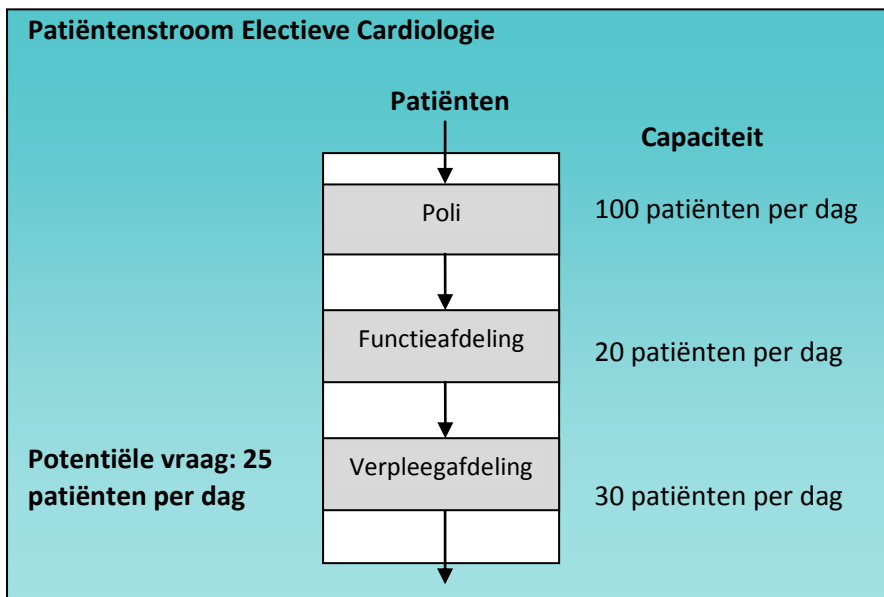 Patiëntenstroom Electieve Cardiologie
Patiënten
Capaciteit
Poli
100 patiënten per dag
Functieafdeling
20 patiënten per dag
Potentiële vraag: 25
patiënten per dag
Verpleegafdeling
30 patiënten per dag